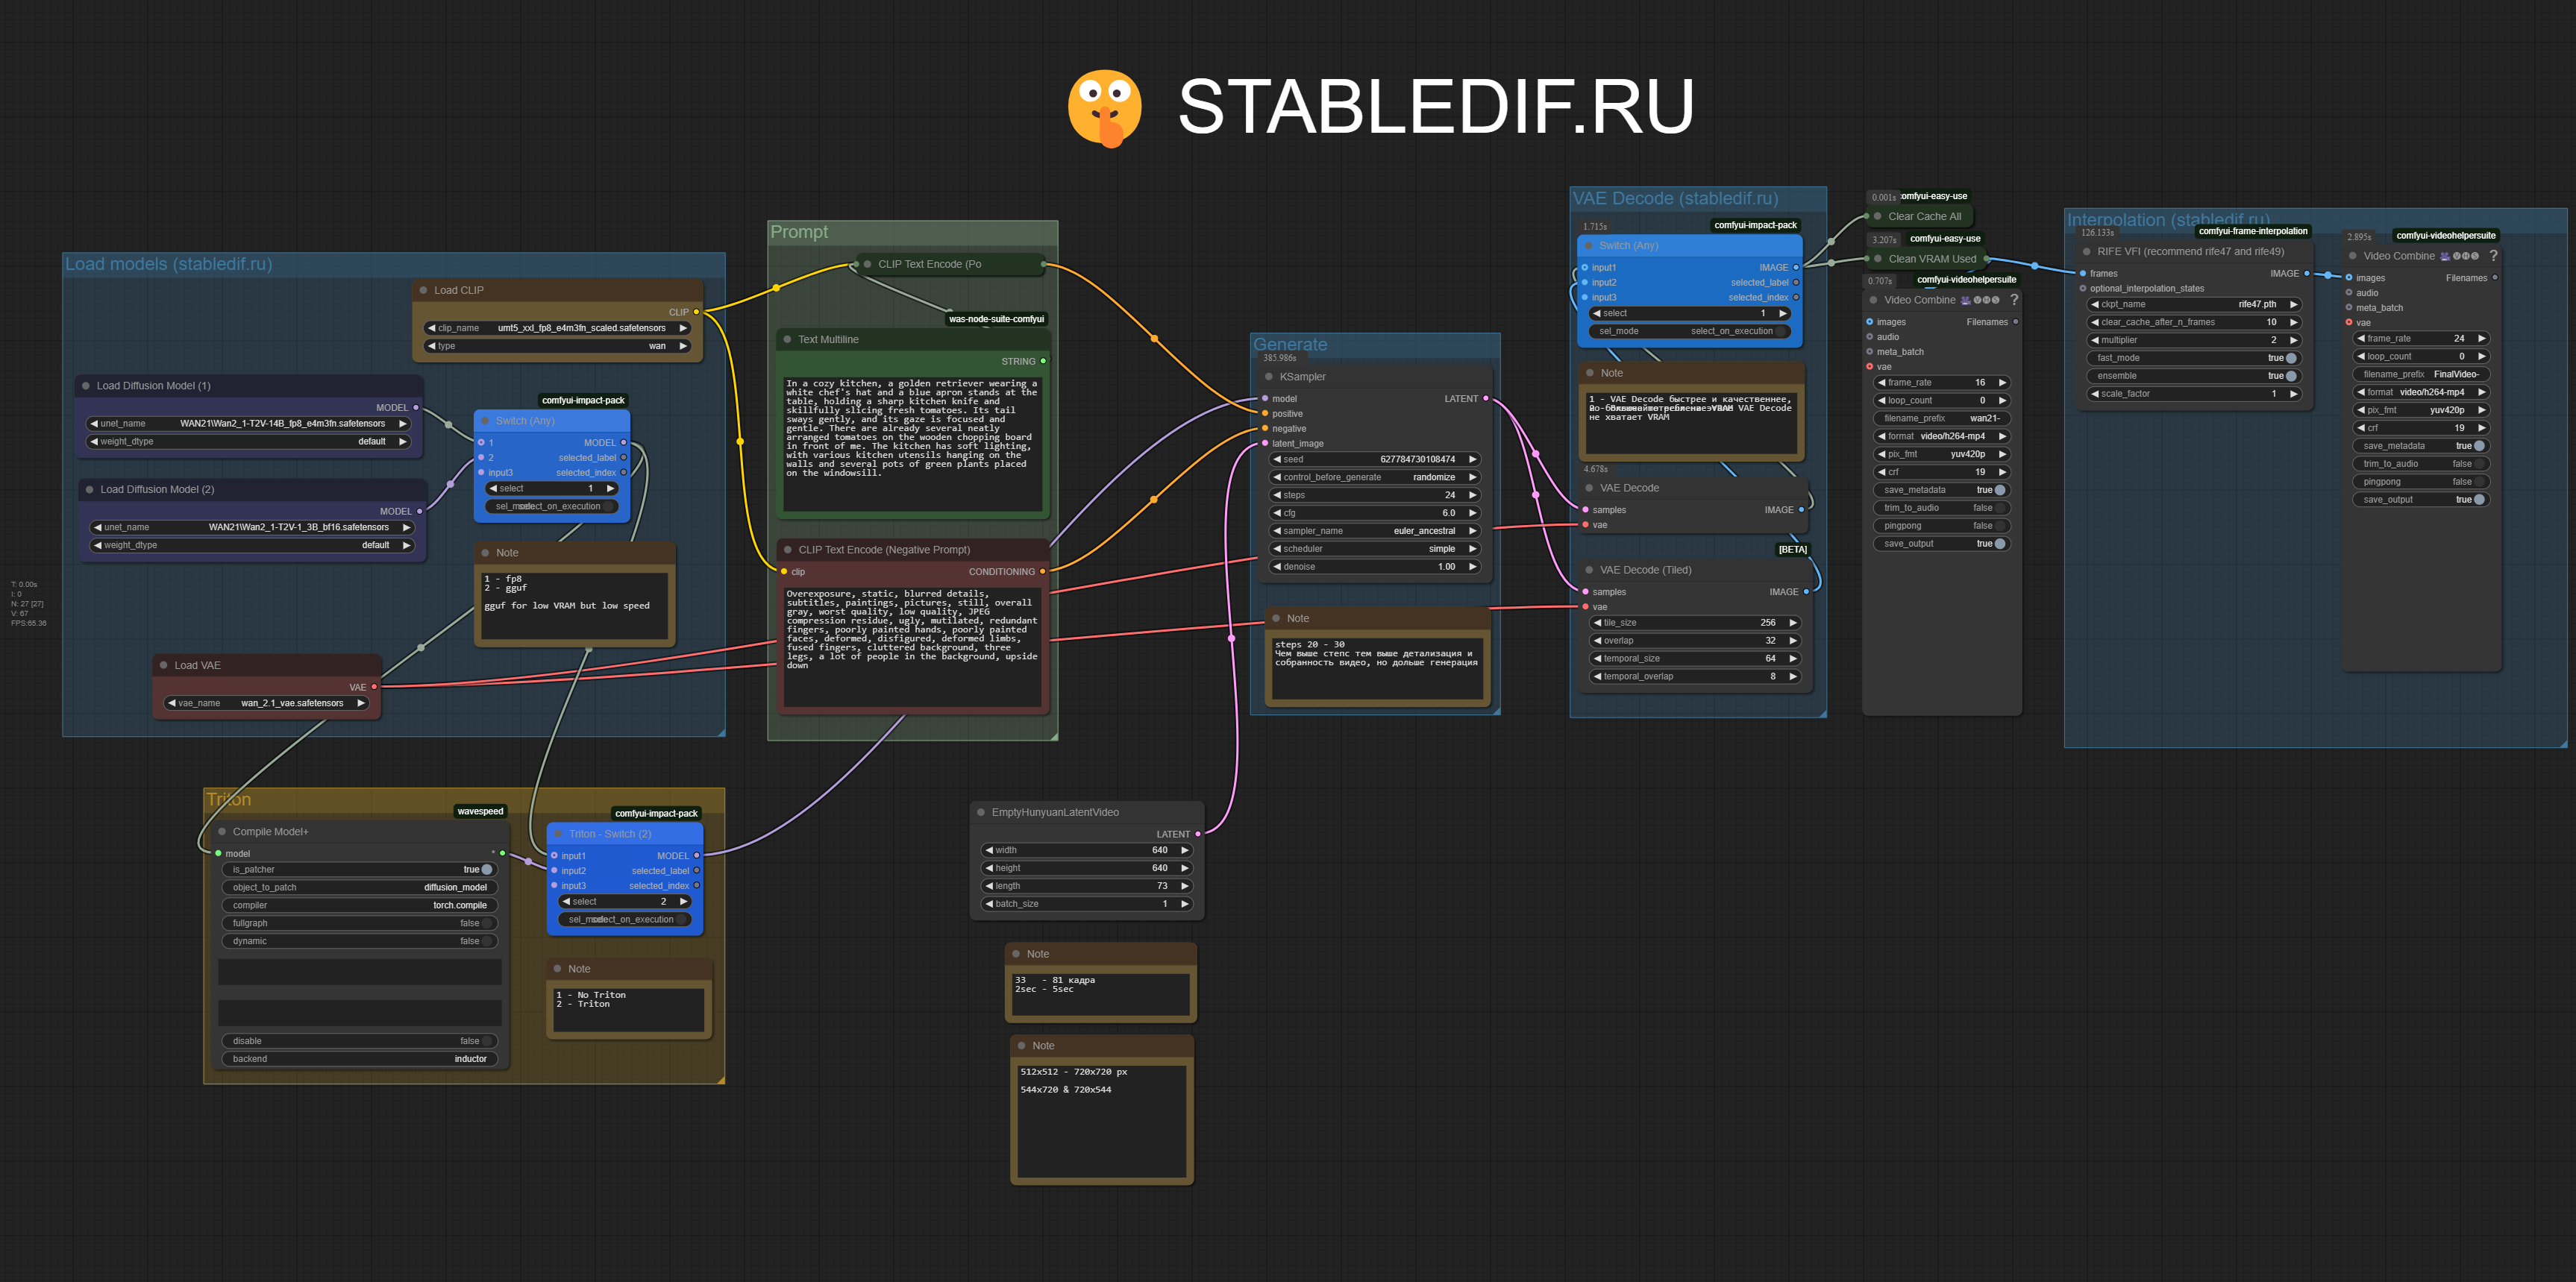 STABLEDIF.RU
Load models (stabledif.ru)
Load CLIP
CLIP
clip_name umt5_xxl_fp8_e4m3fn_scaled.safetensors
type wan
Load Diffusion Model (1)
MODEL
unet_name WAN21\Wan2_1-T2V-14B_fp8_e4m3fn.safetensors
weight_dtype default
Load Diffusion Model (2)
MODEL
unet_name WAN21\Wan2_1-T2V-1_3B_bf16.safetensors
weight_dtype default
comfyui-impact-pack
Switch (Any)
1 MODEL
2 selected_label
input3 selected_index
select 1
select_on_execution
Note
1 - fp8
2 - gguf
gguf for low VRAM but low speed
T: 0.00s
I: 0
N: 27 [27]
V: 67
FPS:65.36
Load VAE
VAE
vae_name wan_2.1_vae.safetensors
Triton
wavespeed
Compile Model+
model *
is_patcher true
object_to_patch diffusion_model
compiler torch.compile
fullgraph false
dynamic false
disable false
backend inductor
comfyui-impact-pack
Triton - Switch (2)
input1 MODEL
input2 selected_label
input3 selected_index
select 2
select_on_execution
Note
1 - No Triton
2 - Triton
Prompt
CLIP Text Encode (Po
was-node-suite-comfyui
Text Multiline
STRING
In a cozy kitchen, a golden retriever wearing a
white chef's hat and a blue apron stands at the
table, holding a sharp kitchen knife and
skillfully slicing fresh tomatoes. Its tail
sways gently, and its gaze is focused and
gentle. There are already several neatly
arranged tomatoes on the wooden chopping board
in front of me. The kitchen has soft lighting,
with various kitchen utensils hanging on the
walls and several pots of green plants placed
on the windowsill.
CLIP Text Encode (Negative Prompt)
clip CONDITIONING
Overexposure, static, blurred details,
subtitles, paintings, pictures, still, overall
gray, worst quality, low quality, JPEG
compression residue, ugly, mutilated, redundant
fingers, poorly painted hands, poorly painted
faces, deformed, disfigured, deformed limbs,
fused fingers, cluttered background, three
legs, a lot of people in the background, upside
down
EmptyHunyuanLatentVideo
LATENT
width 640
height 640
length 73
batch_size 1
Note
33 - 81 кадра
2sec - 5sec
Note
512x512 - 720x720 px
544x720 & 720x544
Generate
385.986s
KSampler
model LATENT
positive
negative
latent_image
seed 627784730108474
control_before_generate randomize
steps 24
cfg 6.0
sampler_name euler_ancestral
scheduler simple
denoise 1.00
Note
steps 20 - 30
Чем выше степс тем выше детализация и
собранность видео, но дольше генерация
VAE Decode (stabledif.ru)
1.715s
comfyui-impact-pack
Switch (Any)
input1 IMAGE
input2 selected_label
input3 selected_index
select 1
sel_mode select_on_execution
Note
1 - VAE Decode быстрее и качественнее,
VAE Decode
не хватает VRAM
4.678s
VAE Decode
samples IMAGE
vae
[BETA]
VAE Decode (Tiled)
samples IMAGE
vae
tile_size 256
overlap 32
temporal_size 64
temporal_overlap 8
0.001s
comfyui-easy-use
Clear Cache All
3.207s
comfyui-easy-use
Clean VRAM Used
0.707s
comfyui-videohelpersuite
Video Combine VHS ?
images Filenames
audio
meta_batch
vae
frame_rate 16
loop_count 0
filename_prefix wan21-
format video/h264-mp4
pix_fmt yuv420p
crf 19
save_metadata true
trim_to_audio false
pingpong false
save_output true
Interpolation (stabledif.ru)
126.133s
comfyui-frame-interpolation
RIFE VFI (recommend rife47 and rife49)
frames IMAGE
optional_interpolation_states
ckpt_name rife47.pth
clear_cache_after_n_frames 10
multiplier 2
fast_mode true
ensemble true
scale_factor 1
2.895s
comfyui-videohelpersuite
Video Combine VHS ?
images Filenames
audio
meta_batch
vae
frame_rate 24
loop_count 0
filename_prefix FinalVideo-
format video/h264-mp4
pix_fmt yuv420p
crf 19
save_metadata true
trim_to_audio false
pingpong false
save_output true